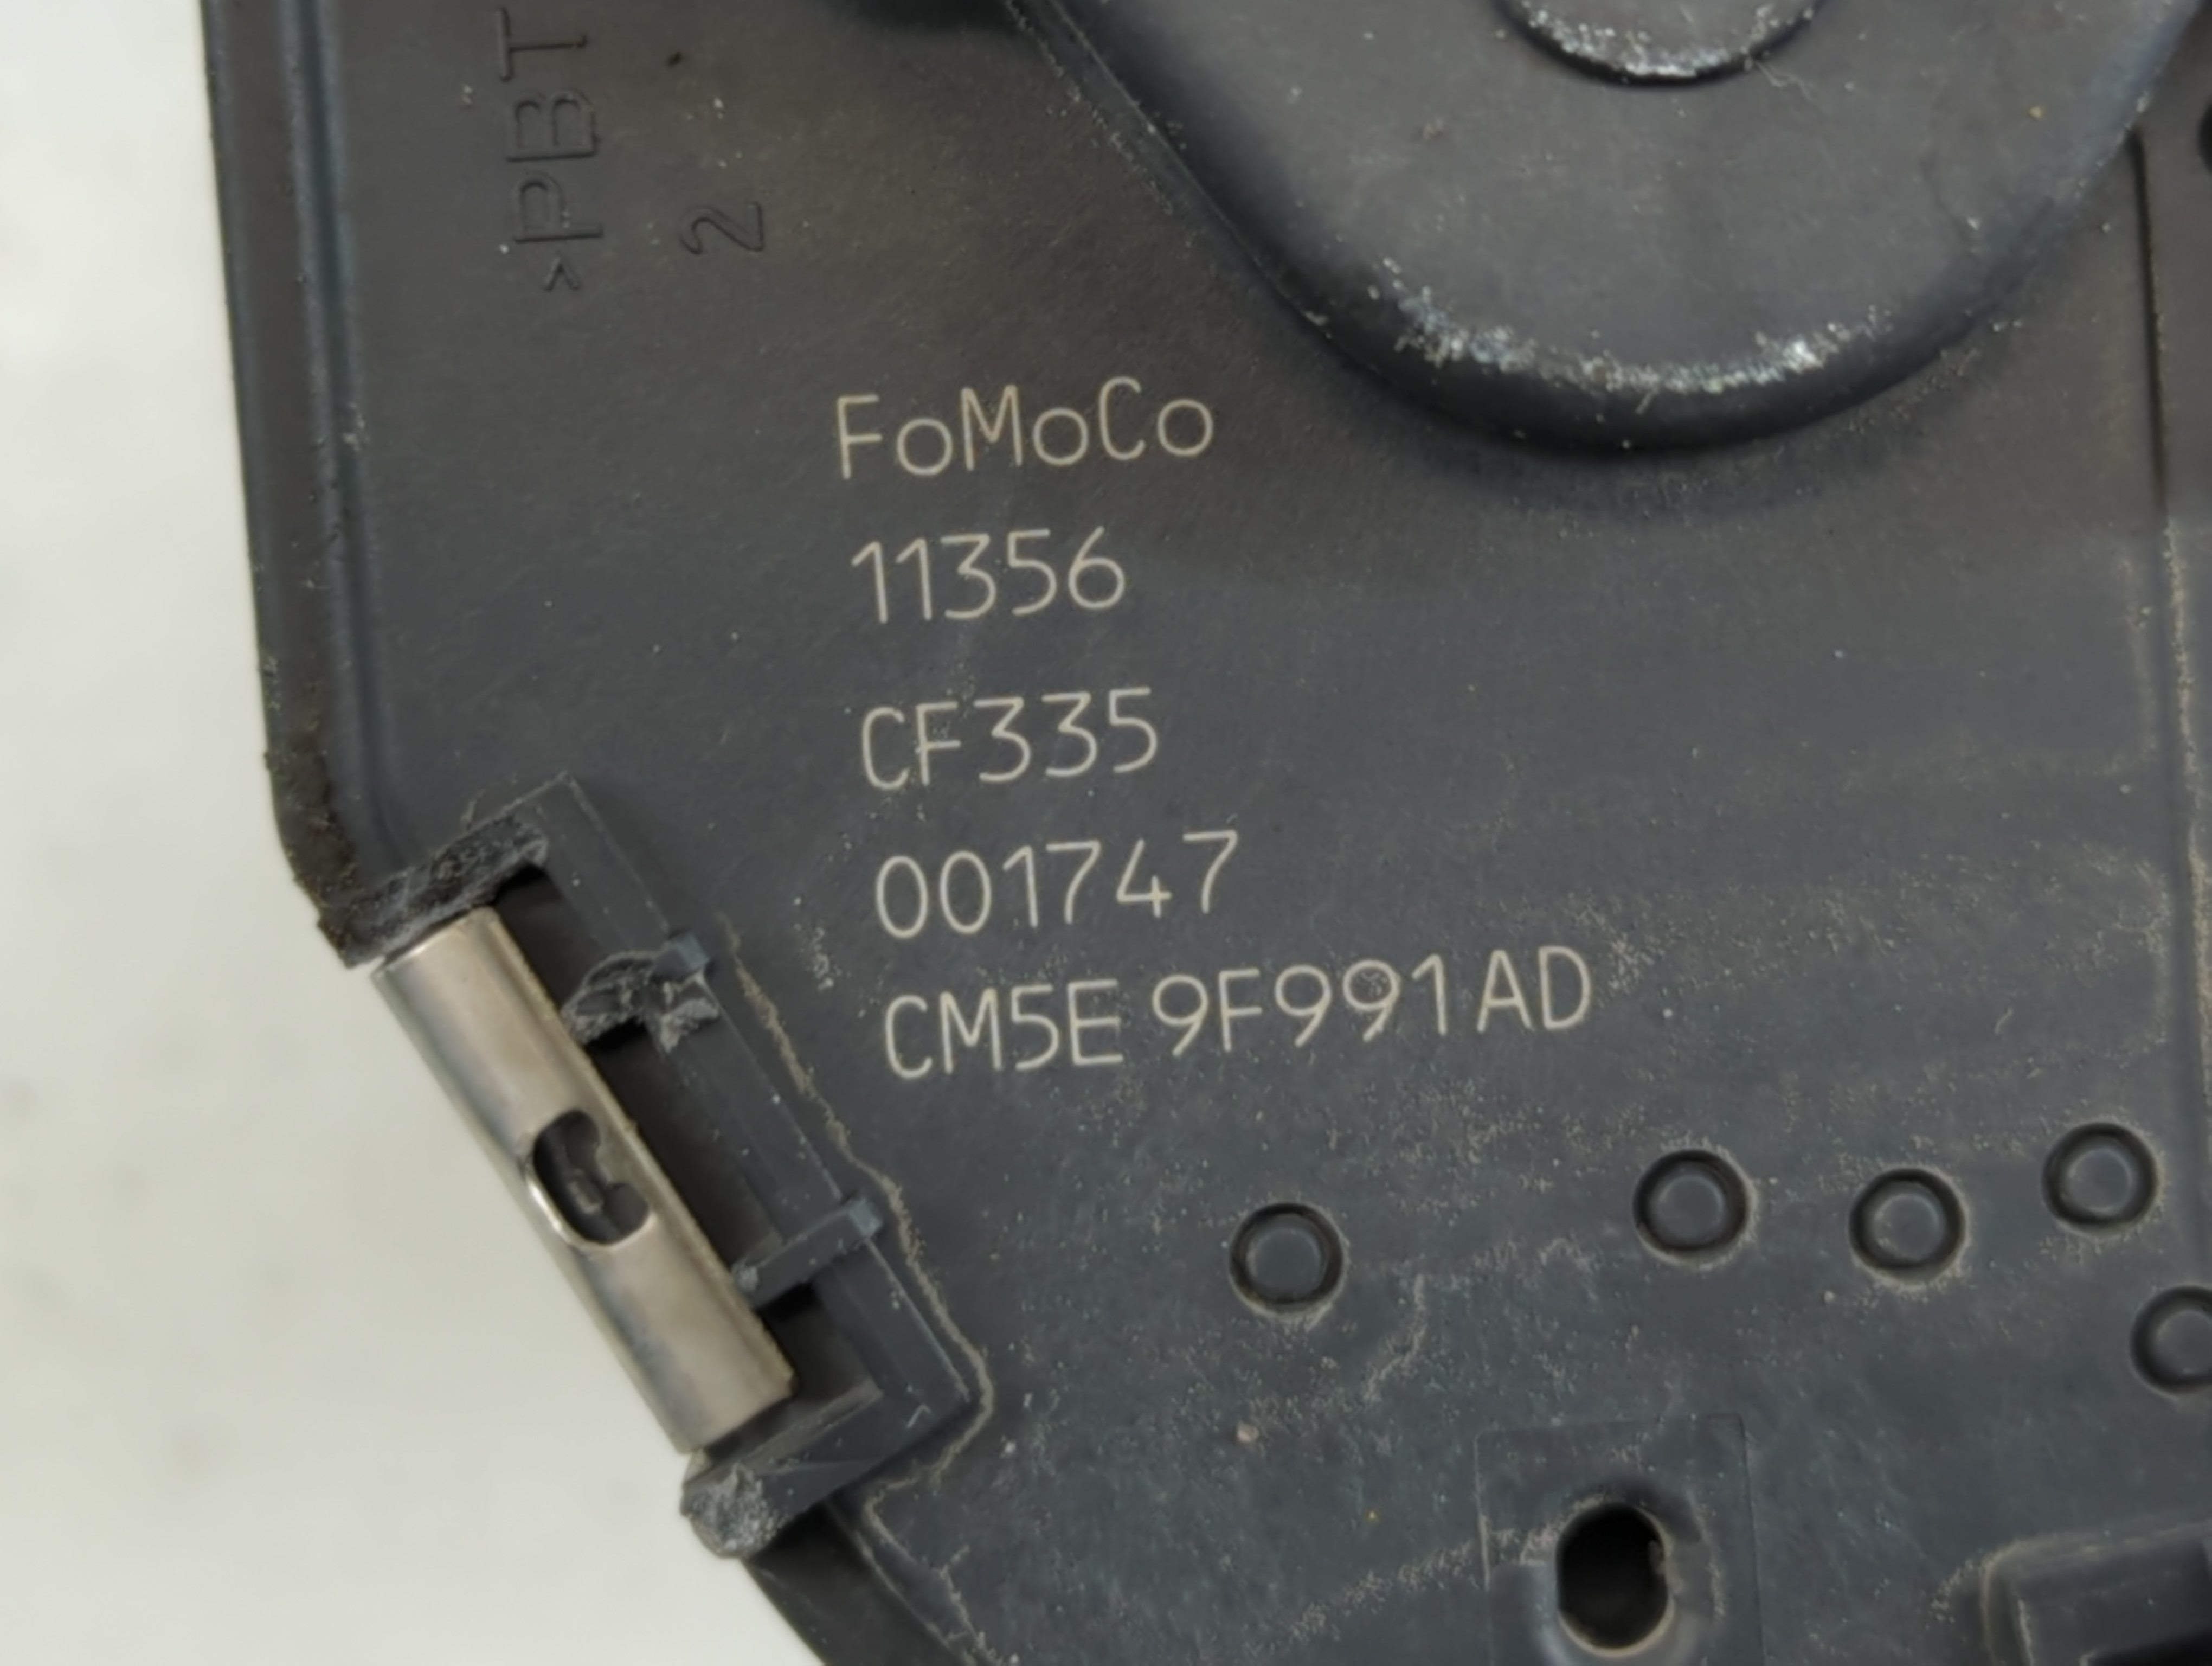 >PBT
2
FoMoCo
11356
CF335
001747
CM5E 9F991AD